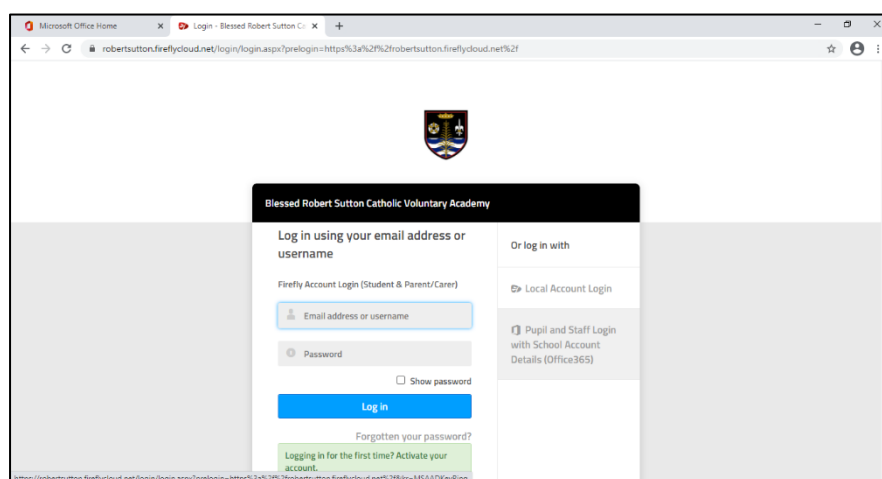 Microsoft Office Home
Login - Blessed Robert Sutton Ca
robertsutton.fireflycloud.net/login/login.aspx?prelogin=https%3a%2f%2frobertsutton.fireflycloud.net%2f
Blessed Robert Sutton Catholic Voluntary Academy
Log in using your email address or
username
Firefly Account Login (Student & Parent/Carer)
Email address or username
Password
Show password
Log in
Forgotten your password?
Logging in for the first time? Activate your
account.
Or log in with
Local Account Login
Pupil and Staff Login
with School Account
Details (Office365)